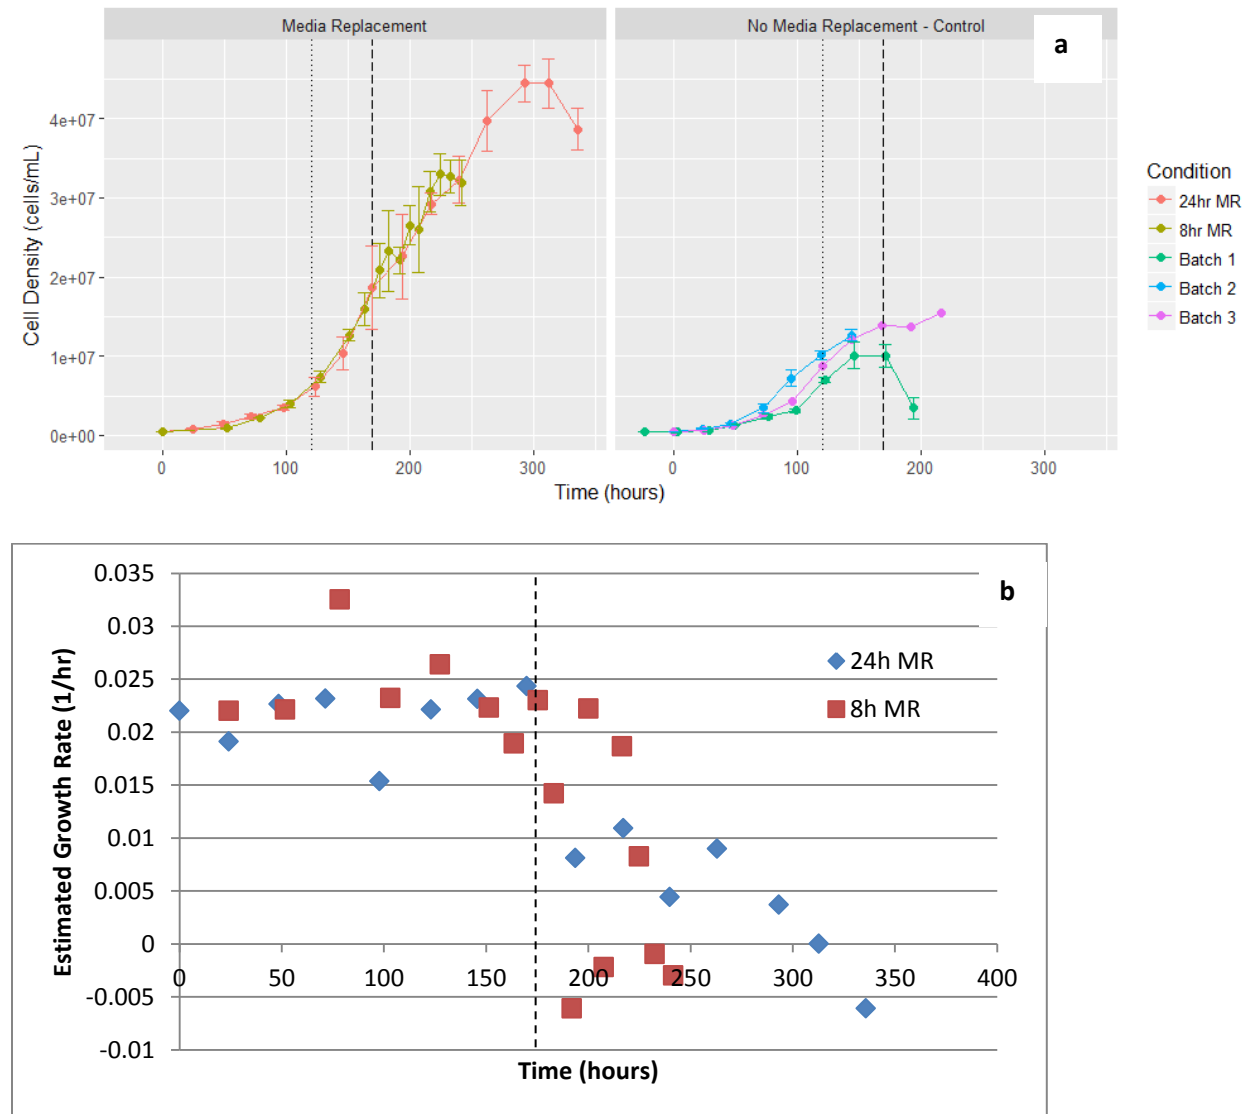 Media Replacement
No Media Replacement - Control
a
Cell Density (cells/mL)
4e+07
3e+07
2e+07
1e+07
0e+00
0 100 200 300
0 100 200 300
Time (hours)
Condition
24hr MR
8hr MR
Batch 1
Batch 2
Batch 3
b
Estimated Growth Rate (1/hr)
0.035
0.03
0.025
0.02
0.015
0.01
0.005
0
-0.005
-0.01
0 50 100 150 200 250 300 350 400
Time (hours)
24h MR
8h MR